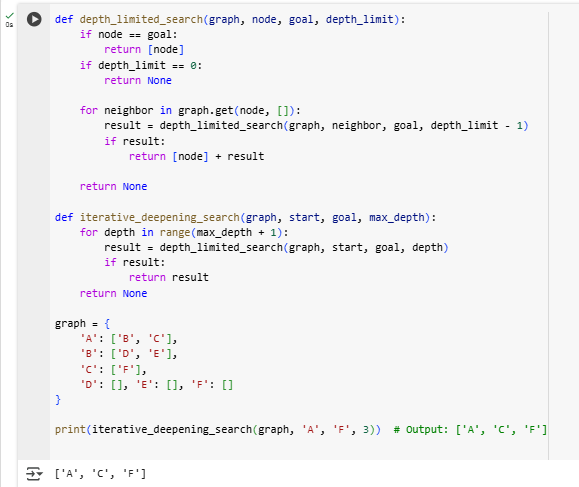 def depth_limited_search(graph, node, goal, depth_limit):
    if node == goal:
        return [node]
    if depth_limit == 0:
        return None

    for neighbor in graph.get(node, []):
        result = depth_limited_search(graph, neighbor, goal, depth_limit - 1)
        if result:
            return [node] + result

    return None

def iterative_deepening_search(graph, start, goal, max_depth):
    for depth in range(max_depth + 1):
        result = depth_limited_search(graph, start, goal, depth)
        if result:
            return result
    return None

graph = {
    'A': ['B', 'C'],
    'B': ['D', 'E'],
    'C': ['F'],
    'D': [], 'E': [], 'F': []
}

print(iterative_deepening_search(graph, 'A', 'F', 3))  # Output: ['A', 'C', 'F']
0s
['A', 'C', 'F']